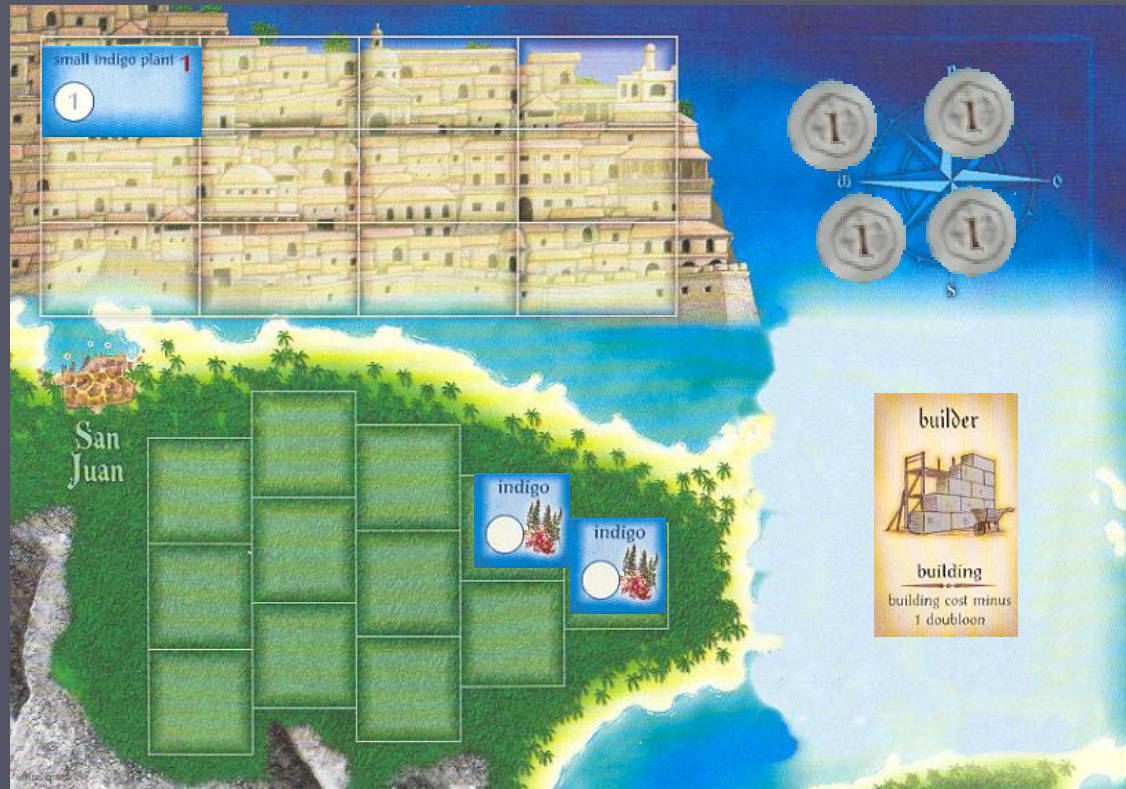 small indigo plant 1
1
1
1
1
1
S
San
Juan
indigo
indigo
builder
building
building cost minus
1 doubloon